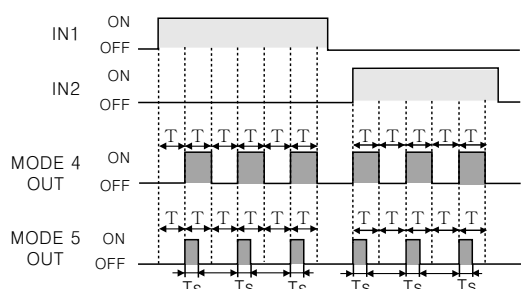 IN1 ON
OFF
IN2 ON
OFF
T T T T T T T T T T T
MODE 4 OUT ON
OFF
T T T T T T T T T T T
MODE 5 OUT ON
OFF
Ts Ts Ts Ts Ts Ts